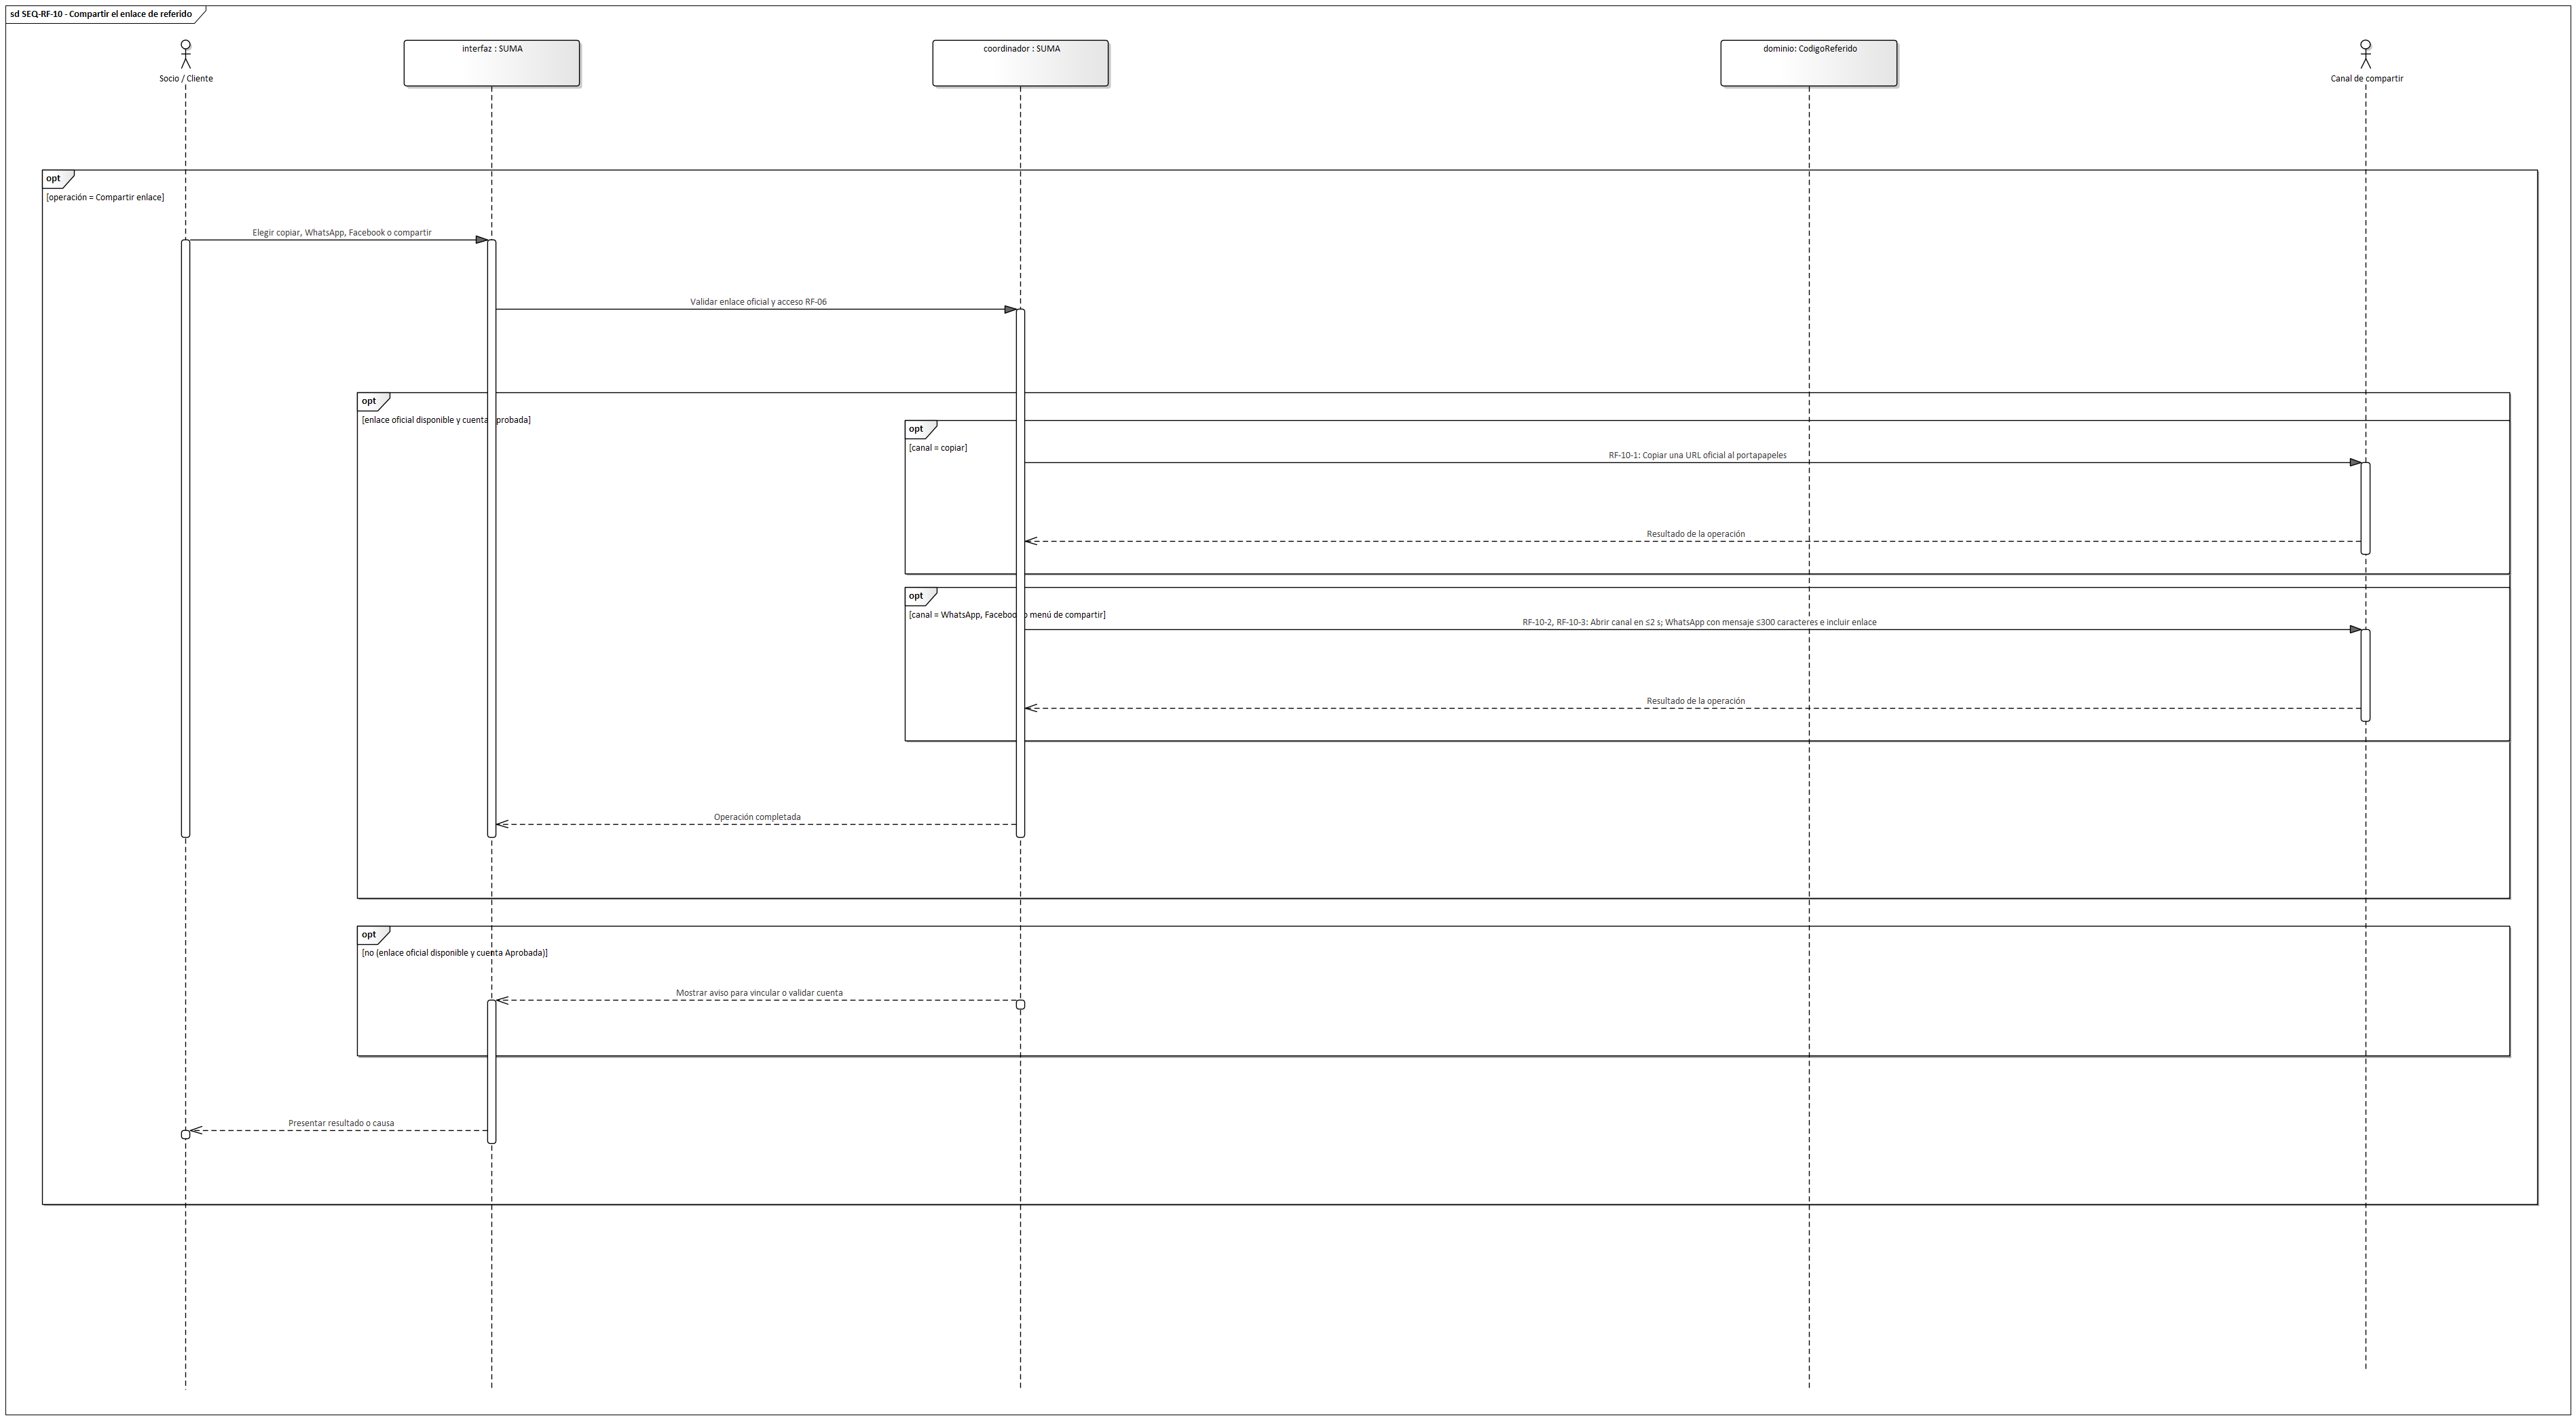 sd SEQ-RF-10 - Compartir el enlace de referido
Socio / Cliente
interfaz : SUMA
coordinador : SUMA
dominio: CodigoReferido
Canal de compartir
opt
[operación = Compartir enlace]
Elegir copiar, WhatsApp, Facebook o compartir
Validar enlace oficial y acceso RF-06
opt
[enlace oficial disponible y cuenta probada]
opt
[canal = copiar]
RF-10-1: Copiar una URL oficial al portapapeles
Resultado de la operación
opt
[canal = WhatsApp, Facebook o menú de compartir]
RF-10-2, RF-10-3: Abrir canal en ≤2 s; WhatsApp con mensaje ≤300 caracteres e incluir enlace
Resultado de la operación
Operación completada
opt
[no (enlace oficial disponible y cuenta Aprobada)]
Mostrar aviso para vincular o validar cuenta
Presentar resultado o causa